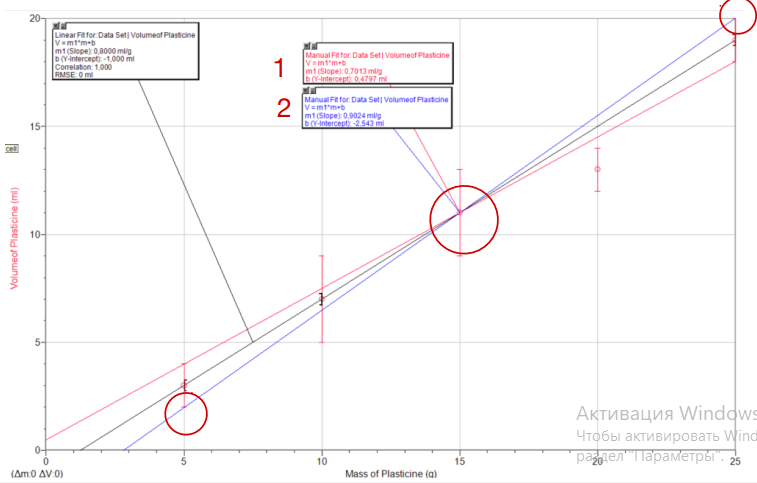 Linear Fit for: Data Set | Volumeof Plasticine
V = m1*m+b
m1 (Slope): 0,8000 ml/g
b (Y-Intercept): -1,000 ml
Correlation: 1,000
RMSE: 0 ml
1
Manual Fit for: Data Set | Volumeof Plasticine
V = m1*m+b
m1 (Slope): 0,7013 ml/g
b (Y-Intercept): 0,4797 ml
2
Manual Fit for: Data Set | Volumeof Plasticine
V = m1*m+b
m1 (Slope): 0,9024 ml/g
b (Y-Intercept): -2,543 ml
20
15
10
5
0
cell
Volumeof Plasticine (ml)
0
5
10
15
20
25
(Δm:0 ΔV:0)
Mass of Plasticine (g)
Активация Windows
Чтобы активировать Wind
раздел "Параметры".